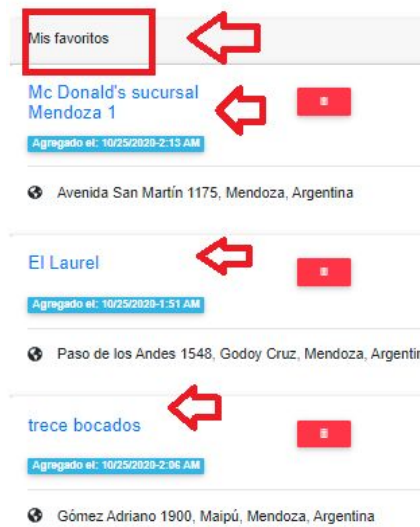 Mis favoritos
Mc Donald's sucursal
Mendoza 1
Agregado el: 10/25/2020-2:13 AM
Avenida San Martín 1175, Mendoza, Argentina
El Laurel
Agregado el: 10/25/2020-1:51 AM
Paso de los Andes 1548, Godoy Cruz, Mendoza, Argentin
trece bocados
Agregado el: 10/25/2020-2:06 AM
Gómez Adriano 1900, Maipú, Mendoza, Argentina